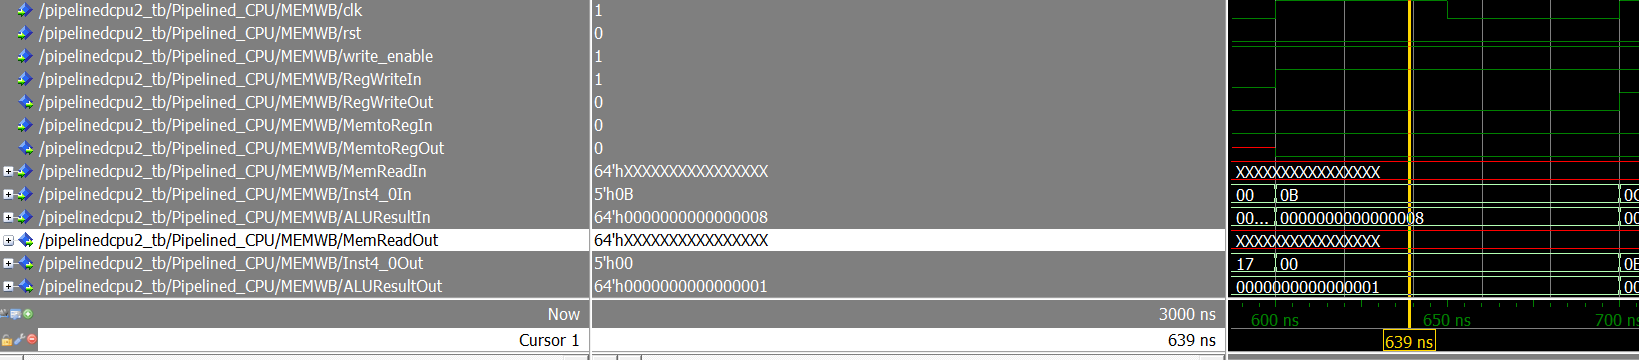 /pipelinedcpu2_tb/Pipelined_CPU/MEMWB/clk 1
/pipelinedcpu2_tb/Pipelined_CPU/MEMWB/rst 0
/pipelinedcpu2_tb/Pipelined_CPU/MEMWB/write_enable 1
/pipelinedcpu2_tb/Pipelined_CPU/MEMWB/RegWriteIn 1
/pipelinedcpu2_tb/Pipelined_CPU/MEMWB/RegWriteOut 0
/pipelinedcpu2_tb/Pipelined_CPU/MEMWB/MemtoRegIn 0
/pipelinedcpu2_tb/Pipelined_CPU/MEMWB/MemtoRegOut 0
/pipelinedcpu2_tb/Pipelined_CPU/MEMWB/MemReadIn 64'hXXXXXXXXXXXXXXXX XXXXXXXXXXXXXXXX
/pipelinedcpu2_tb/Pipelined_CPU/MEMWB/Inst4_0In 5'h0B 00 0B 0C
/pipelinedcpu2_tb/Pipelined_CPU/MEMWB/ALUResultIn 64'h0000000000000008 00... 0000000000000008 00
/pipelinedcpu2_tb/Pipelined_CPU/MEMWB/MemReadOut 64'hXXXXXXXXXXXXXXXX XXXXXXXXXXXXXXXX
/pipelinedcpu2_tb/Pipelined_CPU/MEMWB/Inst4_0Out 5'h00 17 00 0B
/pipelinedcpu2_tb/Pipelined_CPU/MEMWB/ALUResultOut 64'h0000000000000001 0000000000000001 00
Now 3000 ns 600 ns 650 ns 700 n
Cursor 1 639 ns 639 ns